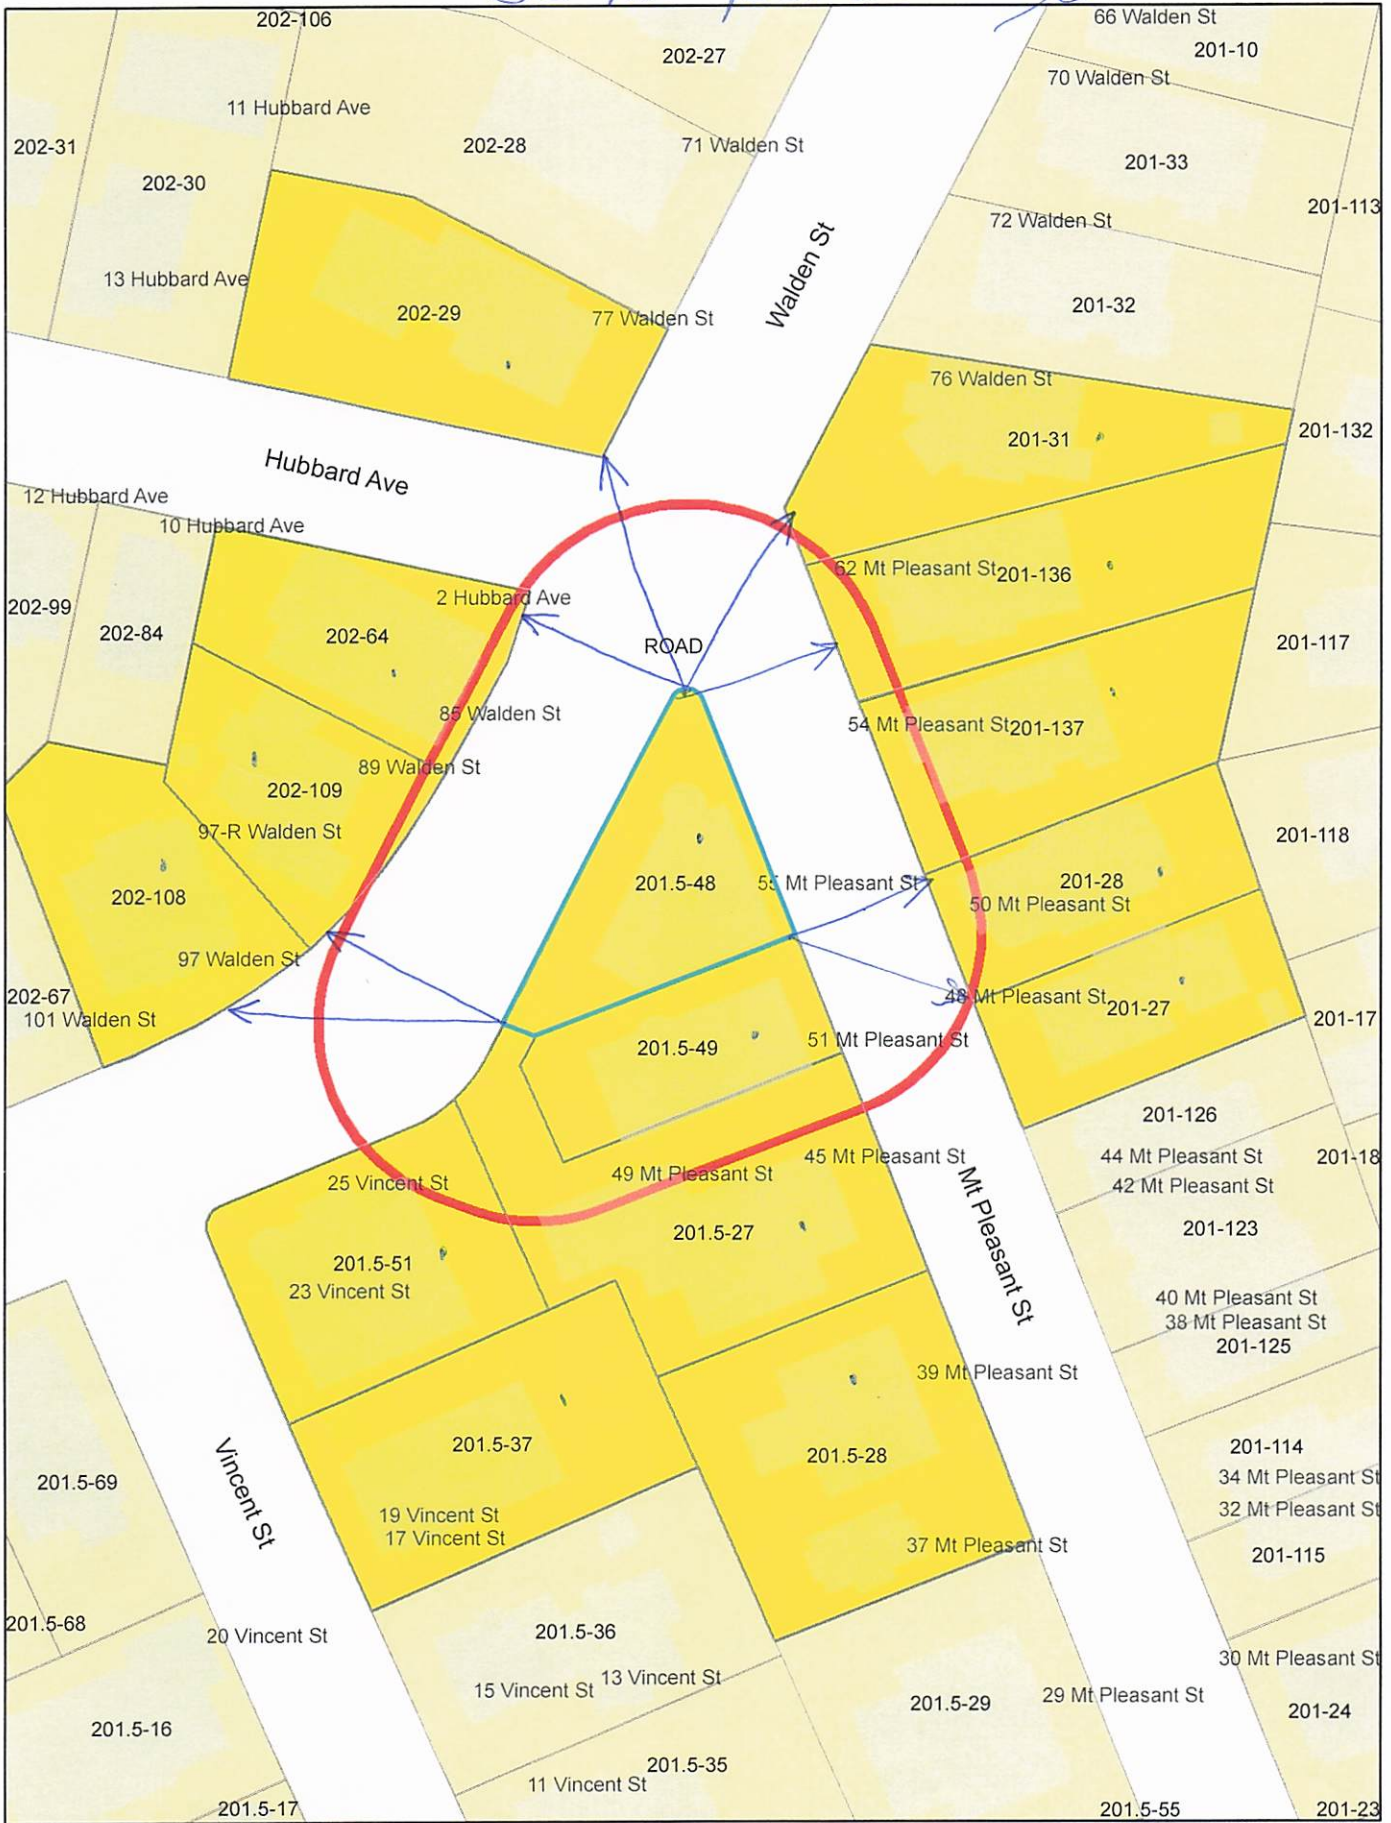 202-106
66 Walden St
202-27
201-10
70 Walden St
11 Hubbard Ave
202-31
202-28
71 Walden St
201-33
202-30
201-113
72 Walden St
Walden St
13 Hubbard Ave
202-29
77 Walden St
201-32
76 Walden St
201-31
201-132
Hubbard Ave
12 Hubbard Ave
10 Hubbard Ave
62 Mt Pleasant St
201-136
2 Hubbard Ave
202-99
202-84
202-64
ROAD
201-117
85 Walden St
54 Mt Pleasant St
201-137
89 Walden St
202-109
97-R Walden St
201-118
201.5-48
55 Mt Pleasant St
201-28
202-108
50 Mt Pleasant St
97 Walden St
202-67
48 Mt Pleasant St
201-27
101 Walden St
201-17
201.5-49
51 Mt Pleasant St
201-126
45 Mt Pleasant St
44 Mt Pleasant St
201-18
25 Vincent St
49 Mt Pleasant St
42 Mt Pleasant St
Mt Pleasant St
201.5-27
201-123
201.5-51
23 Vincent St
40 Mt Pleasant St
38 Mt Pleasant St
201-125
39 Mt Pleasant St
201.5-37
201.5-28
201-114
Vincent St
201.5-69
34 Mt Pleasant St
19 Vincent St
32 Mt Pleasant St
17 Vincent St
37 Mt Pleasant St
201-115
201.5-68
20 Vincent St
201.5-36
30 Mt Pleasant St
13 Vincent St
15 Vincent St
201.5-29
29 Mt Pleasant St
201-24
201.5-16
201.5-35
11 Vincent St
201.5-17
201.5-55
201-23